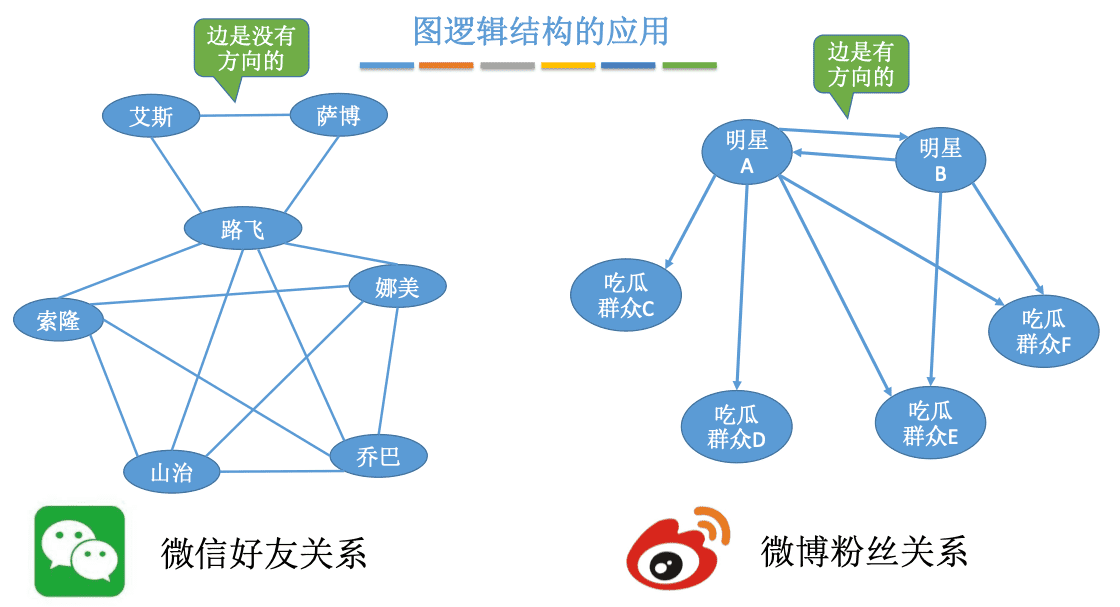 图逻辑结构的应用
边是没有
方向的
艾斯
萨博
路飞
娜美
索隆
山治
乔巴
微信好友关系
边是有
方向的
明星
A
明星
B
吃瓜
群众C
吃瓜
群众F
吃瓜
群众D
吃瓜
群众E
微博粉丝关系